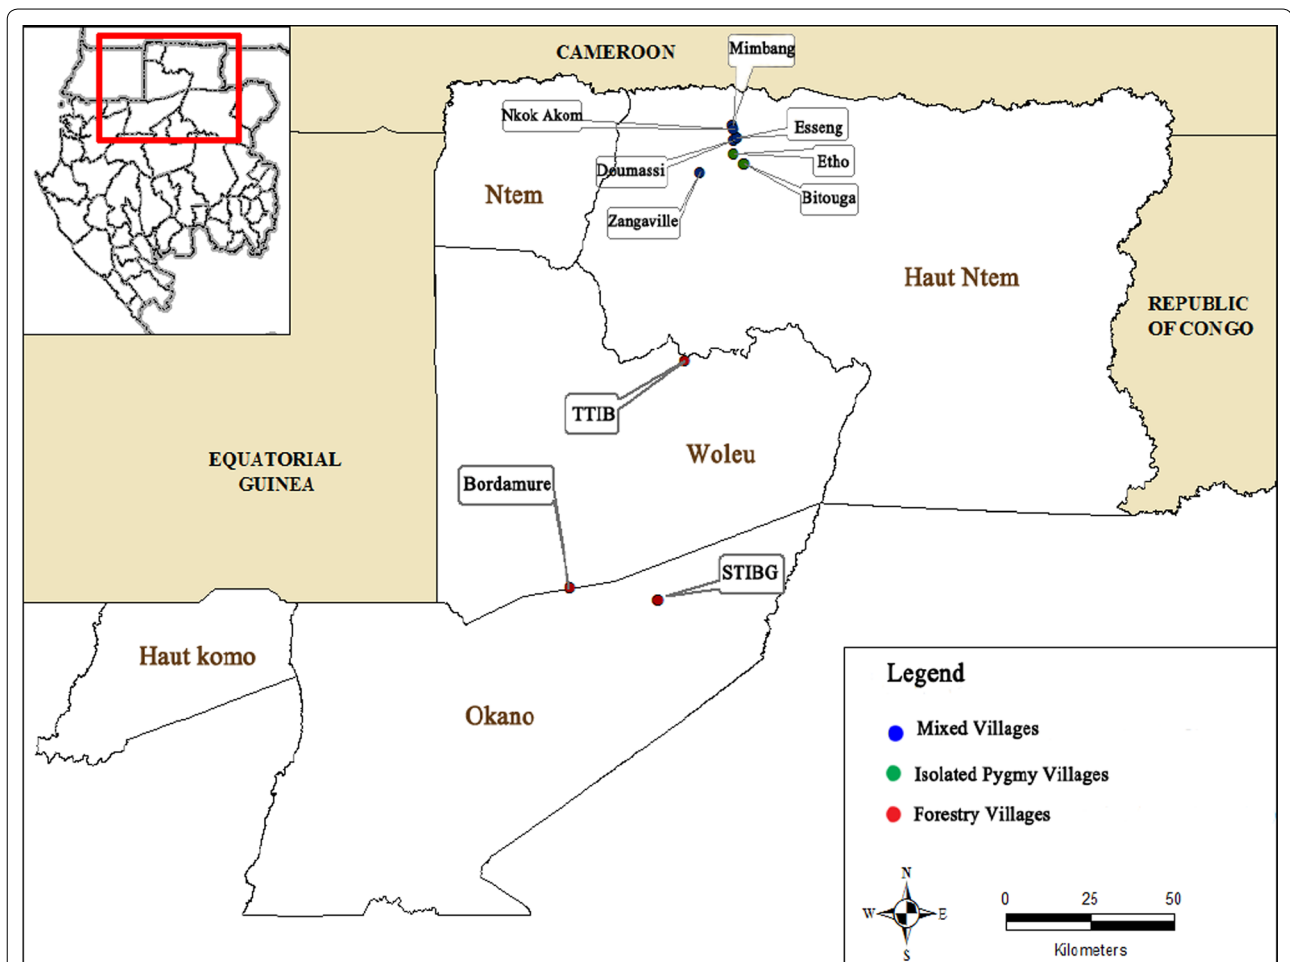 CAMEROON
Mimbang
Nkok Akom
Esseng
Doumassi
Etho
Ntem
Bitouga
Zangaville
Haut Ntem
REPUBLIC
OF CONGO
TTIB
Woleu
EQUATORIAL
GUINEA
Bordamure
STIBG
Haut komo
Okano
Legend
Mixed Villages
Isolated Pygmy Villages
Forestry Villages
N
W
E
S
0 25 50
Kilometers